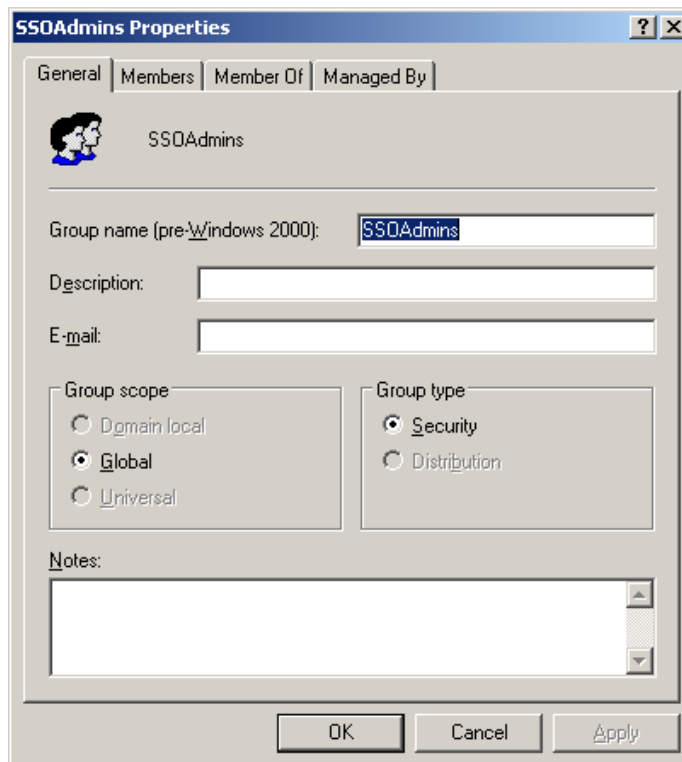 SSOAdmins Properties
General Members Member Of Managed By
SSOAdmins
Group name (pre-Windows 2000): SSOAdmins
Description:
E-mail:
Group scope Group type
Domain local Security
Global Distribution
Universal
Notes:
OK Cancel Apply